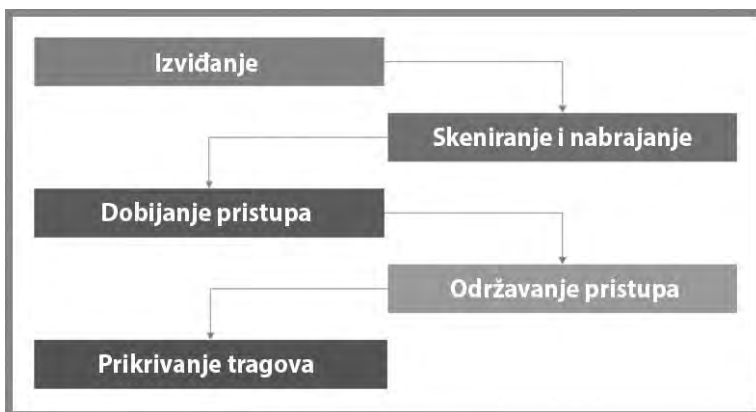 Izviđanje
Skeniranje i nabrajanje
Dobijanje pristupa
Održavanje pristupa
Prikrivanje tragova